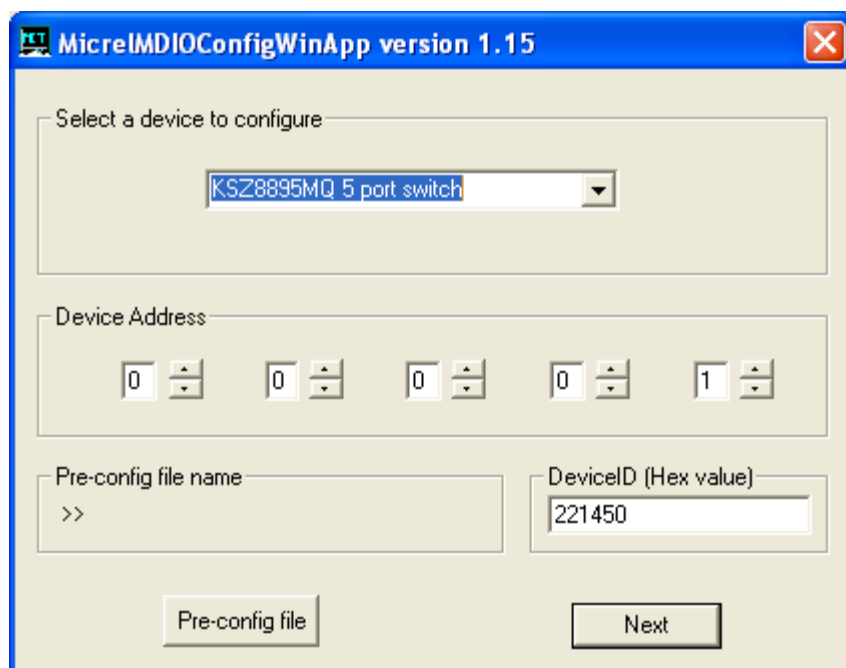 MicrelMDIOConfigWinApp version 1.15
Select a device to configure
KSZ8895MQ 5 port switch
Device Address
0 0 0 0 1
Pre-config file name
>>
DeviceID (Hex value)
221450
Pre-config file
Next